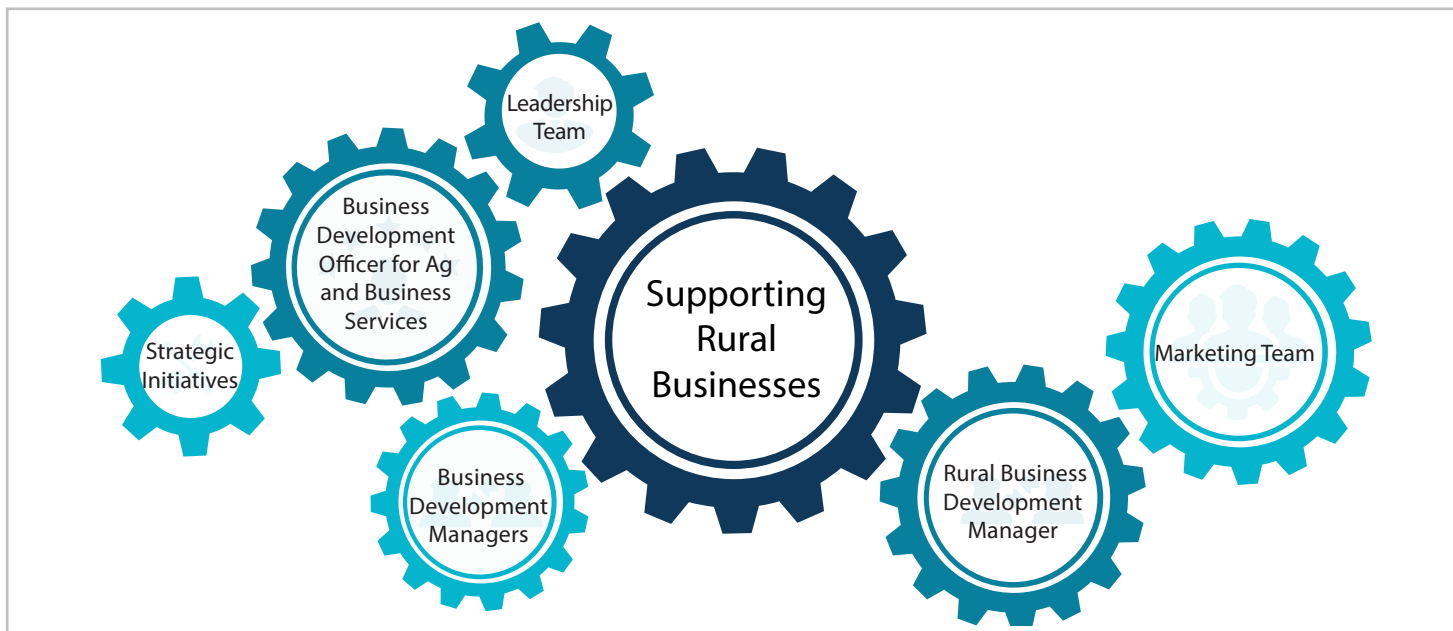 Leadership
Team
Business
Development
Officer for Ag
and Business
Services
Supporting
Rural
Businesses
Strategic
Initiatives
Marketing Team
Business
Development
Managers
Rural Business
Development
Manager